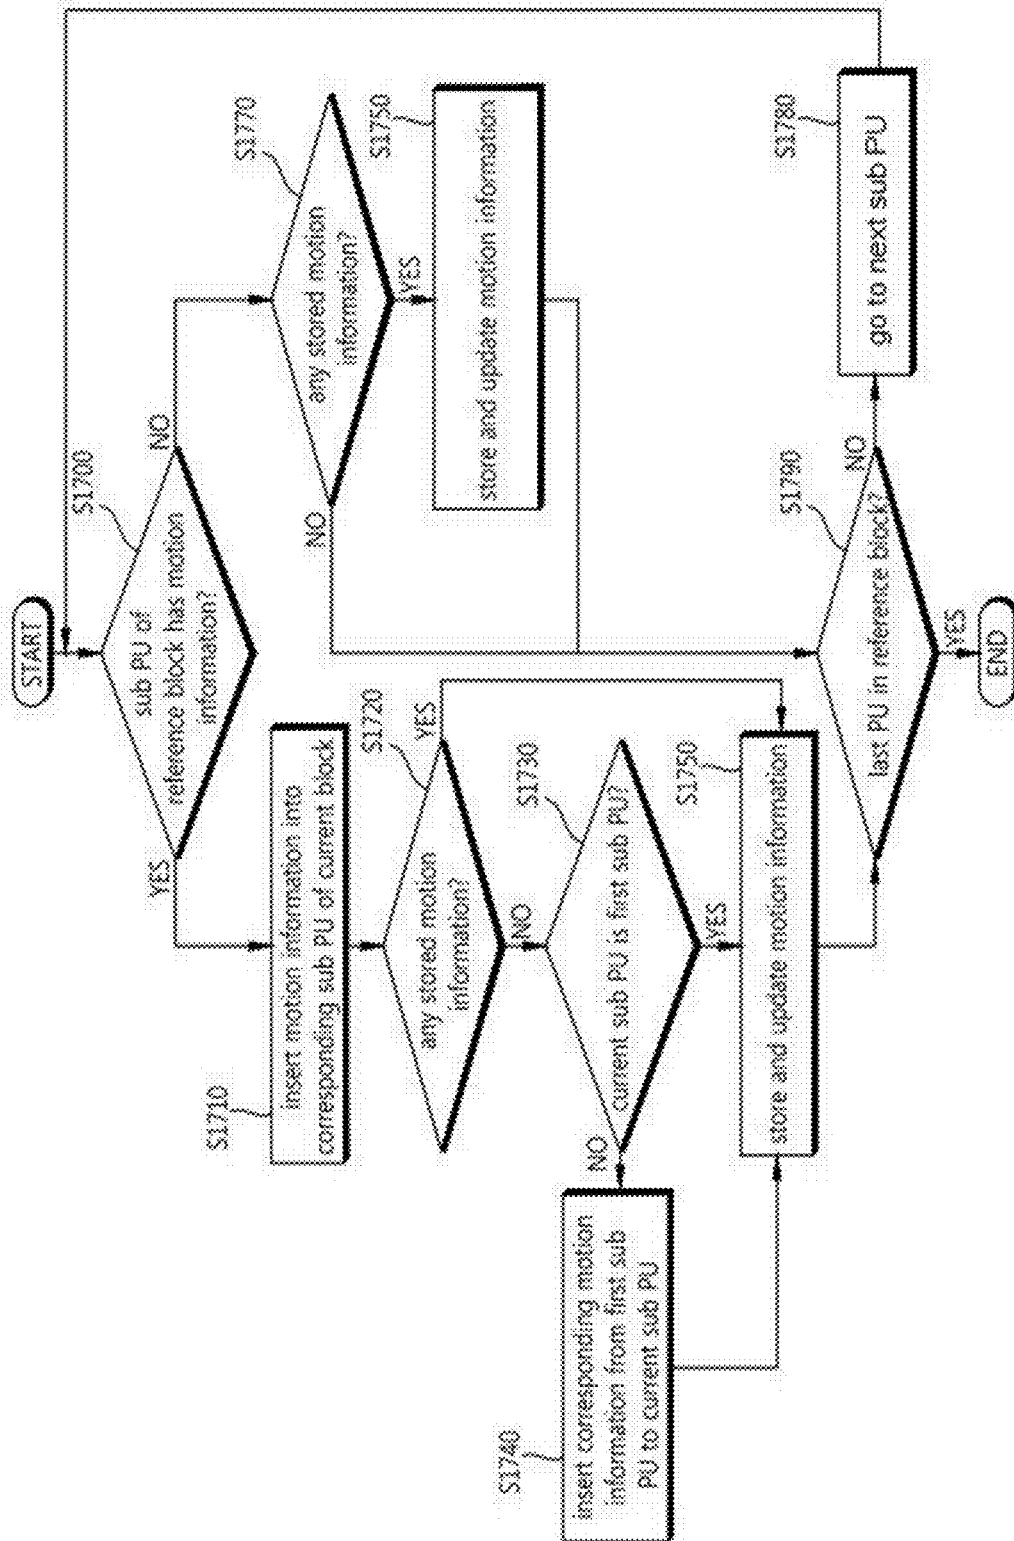 START
S1700
sub PU of
reference block has motion
information?
YES
NO
S1710
insert motion information into
corresponding sub PU of current block
S1720
any stored motion
information?
YES
NO
S1730
current sub PU is first sub PU?
NO
YES
S1740
insert corresponding motion
information from first sub
PU to current sub PU
S1750
store and update motion information
S1770
any stored motion
information?
NO
YES
S1750
store and update motion information
S1790
last PU in reference block?
NO
YES
S1780
go to next sub PU
END